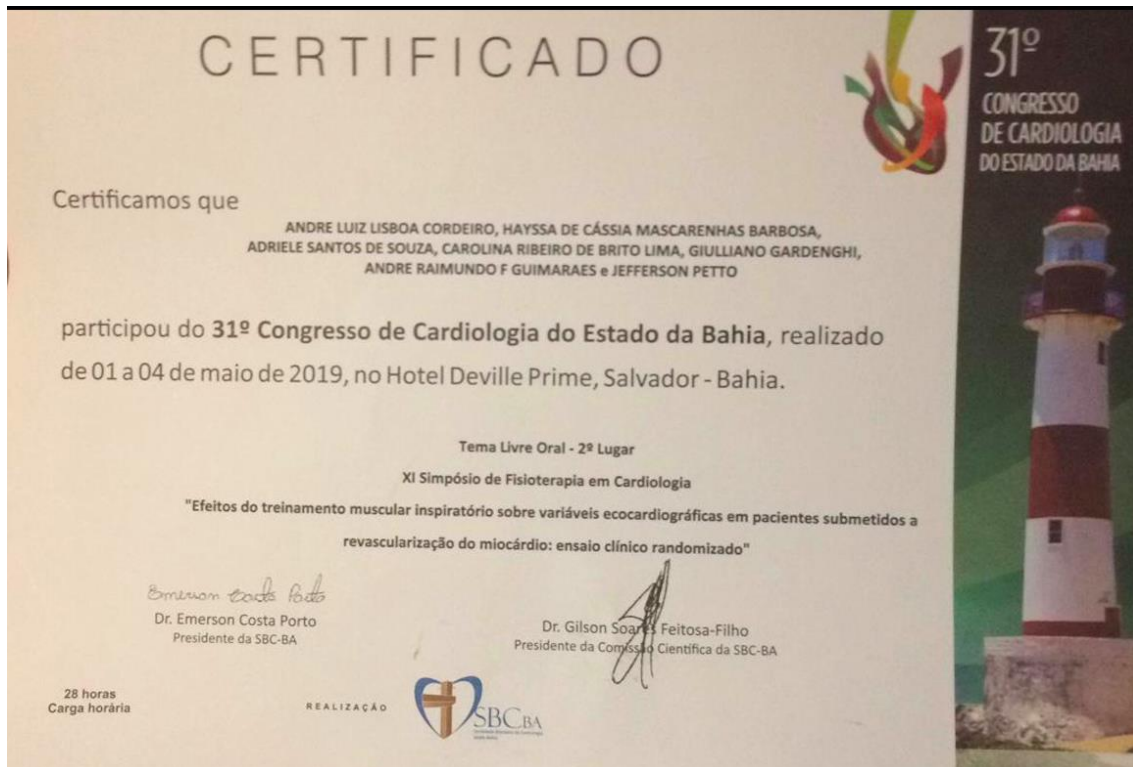 CERTIFICADO
31º
CONGRESSO
DE CARDIOLOGIA
DO ESTADO DA BAHIA
Certificamos que
ANDRE LUIZ LISBOA CORDEIRO, HAYSSA DE CÁSSIA MASCARENHAS BARBOSA,
ADRIELE SANTOS DE SOUZA, CAROLINA RIBEIRO DE BRITO LIMA, GIULLIANO GARDENGHI,
ANDRE RAIMUNDO F GUIMARAES e JEFFERSON PETTO
participou do 31º Congresso de Cardiologia do Estado da Bahia, realizado
de 01 a 04 de maio de 2019, no Hotel Deville Prime, Salvador - Bahia.
Tema Livre Oral - 2º Lugar
XI Simpósio de Fisioterapia em Cardiologia
"Efeitos do treinamento muscular inspiratório sobre variáveis ecocardiográficas em pacientes submetidos a
revascularização do miocárdio: ensaio clínico randomizado"
Dr. Emerson Costa Porto
Presidente da SBC-BA
Dr. Gilson Soares Feitosa-Filho
Presidente da Comissão Científica da SBC-BA
28 horas
Carga horária
REALIZAÇÃO
SBC BA